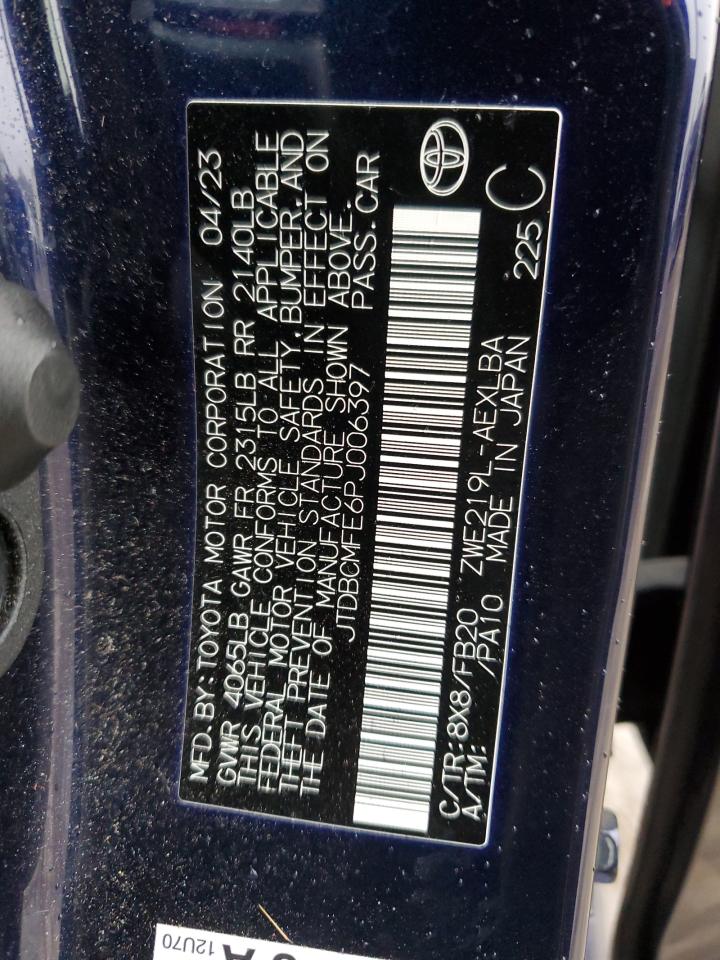 MFD.BY:TOYOTA MOTOR CORPORATION 04/23
GVWR 4065LB GAWR FR 2315LB RR 2140LB
THIS VEHICLE CONFORMS TO ALL APPLICABLE
FEDERAL MOTOR VEHICLE SAFETY,BUMPER,AND
THEFT PREVENTION STANDARDS IN EFFECT ON
THE DATE OF MANUFACTURE SHOWN ABOVE.
JTDBCMFE6PJ006397 PASS.CAR
C/TR:8X8/FB20 ZWE219L-AEXLBA 225
A/TM: /PA10 MADE IN JAPAN
C
12U70
A